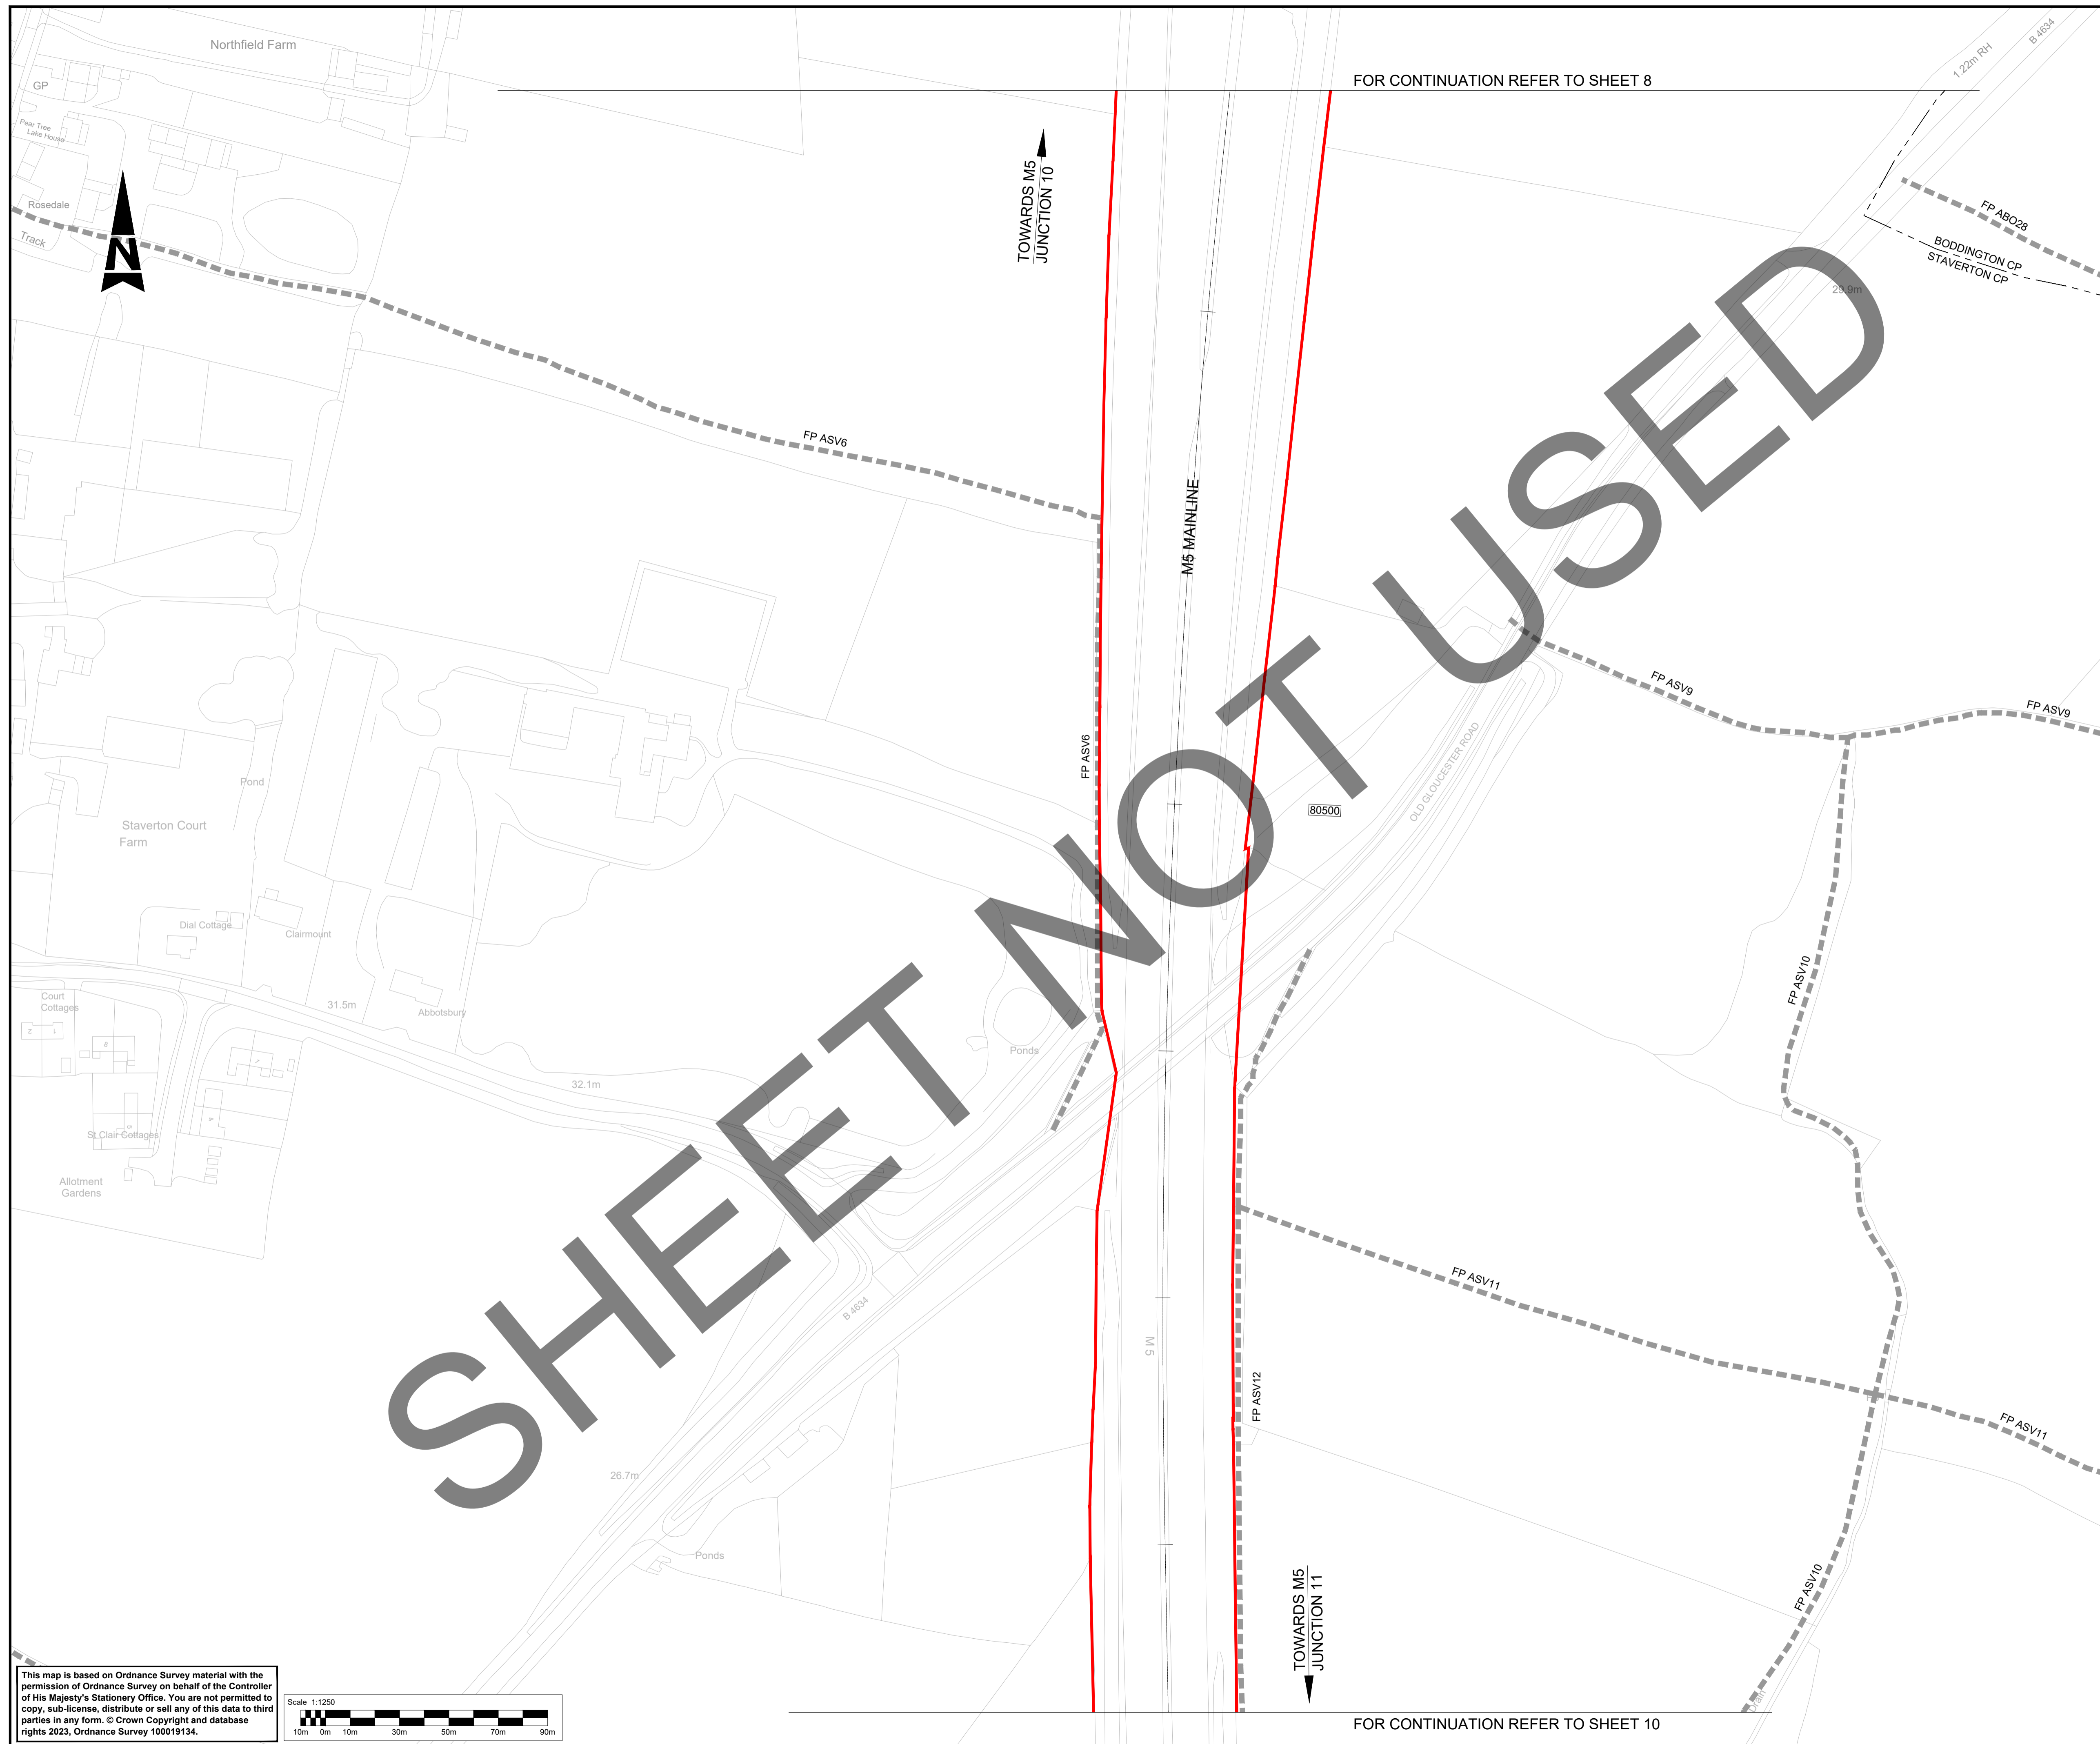 Northfield Farm
GP
Pear Tree
Lake House
Rosedale
Track
N
FOR CONTINUATION REFER TO SHEET 8
1.22m RH
B 4634
TOWARDS M5
JUNCTION 10
FP ABO28
BODDINGTON CP
STAVERTON CP
29.9m
FP ASV6
M5 MAINLINE
FP ASV9
FP ASV9
OLD GLOUCESTER ROAD
FP ASV6
80500
Pond
Staverton Court
Farm
Dial Cottage
Clairmount
Court
Cottages
31.5m
Abbotsbury
Ponds
FP ASV10
32.1m
St Clair Cottages
Allotment
Gardens
SHEET NOT USED
B 4634
M 5
FP ASV11
FP ASV12
FP ASV11
26.7m
Ponds
TOWARDS M5
JUNCTION 11
FP ASV10
Drain
This map is based on Ordnance Survey material with the
permission of Ordnance Survey on behalf of the Controller
of His Majesty's Stationery Office. You are not permitted to
copy, sub-license, distribute or sell any of this data to third
parties in any form. © Crown Copyright and database
rights 2023, Ordnance Survey 100019134.
Scale 1:1250
10m 0m 10m 30m 50m 70m 90m
FOR CONTINUATION REFER TO SHEET 10